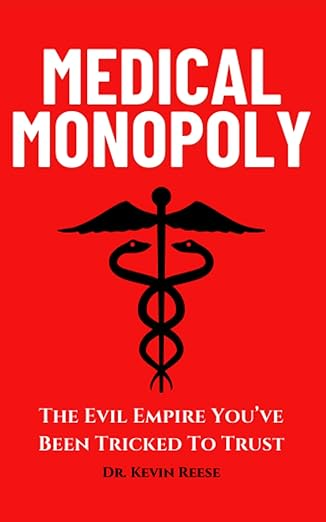 MEDICAL
MONOPOLY
The Evil Empire You've
Been Tricked To Trust
Dr. Kevin Reese